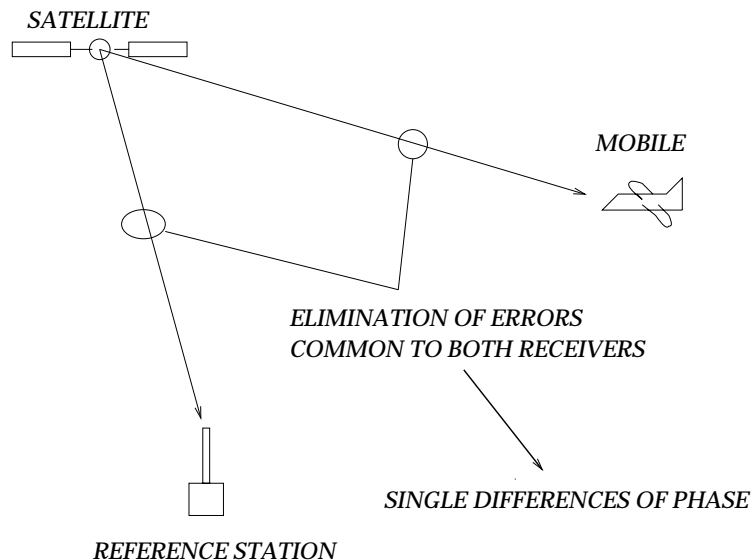 SATELLITE
MOBILE
ELIMINATION OF ERRORS
COMMON TO BOTH RECEIVERS
SINGLE DIFFERENCES OF PHASE
REFERENCE STATION